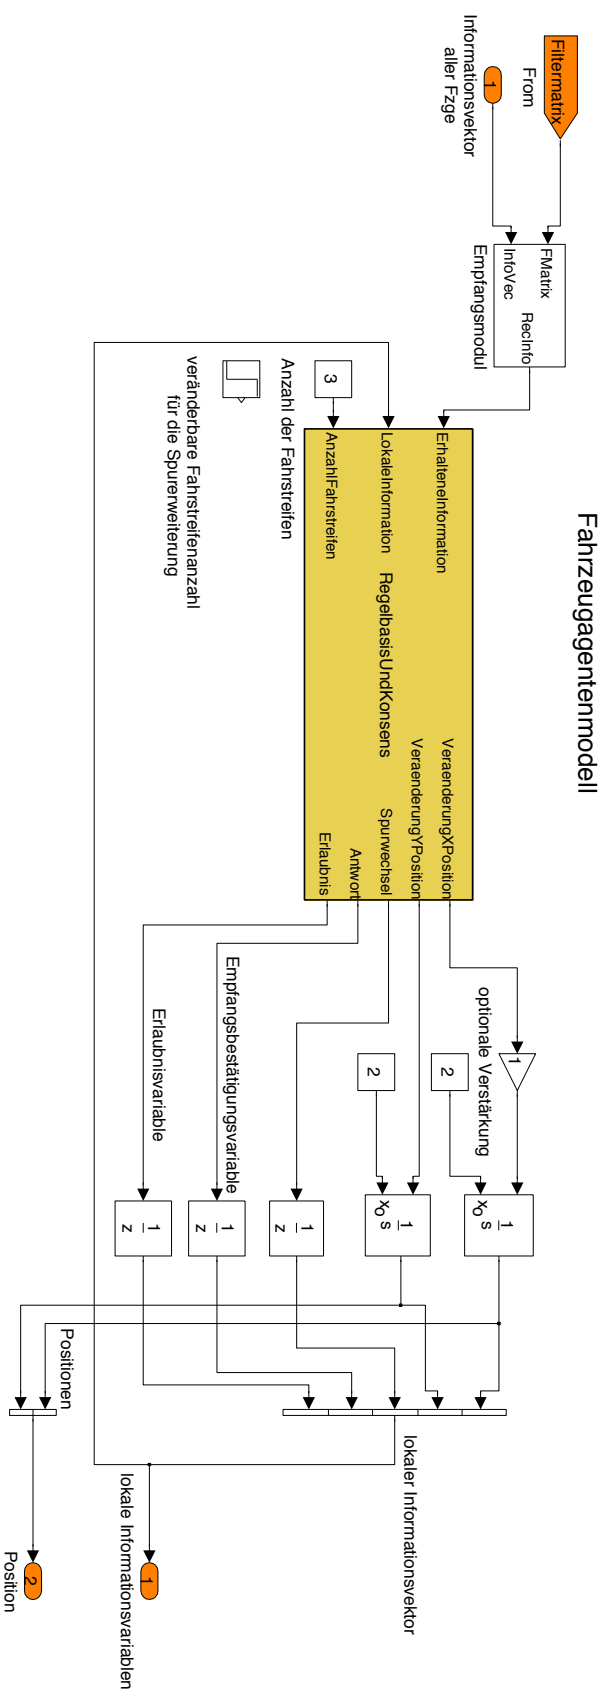 Fahrzeugagentenmodell
Filtermatrix
From
1
Informationsvektor
aller Fzge
FMatrix
InfoVec
RecInfo
Empfangsmodul
3
Anzahl der Fahrstreifen
veränderbare Fahrstreifenanzahl
für die Spurerweiterung
ErhalteneInformation
LokaleInformation
AnzahlFahrstreifen
RegelbasisUndKonsens
VeraenderungXPosition
VeraenderungYPosition
Spurwechsel
Antwort
Erlaubnis
1
optionale Verstärkung
2
2
Empfangsbestätigungsvariable
Erlaubnisvariable
1
s
xo
1
s
xo
1
z
1
z
1
z
Positionen
lokaler Informationsvektor
1
lokale Informationsvariablen
2
Position